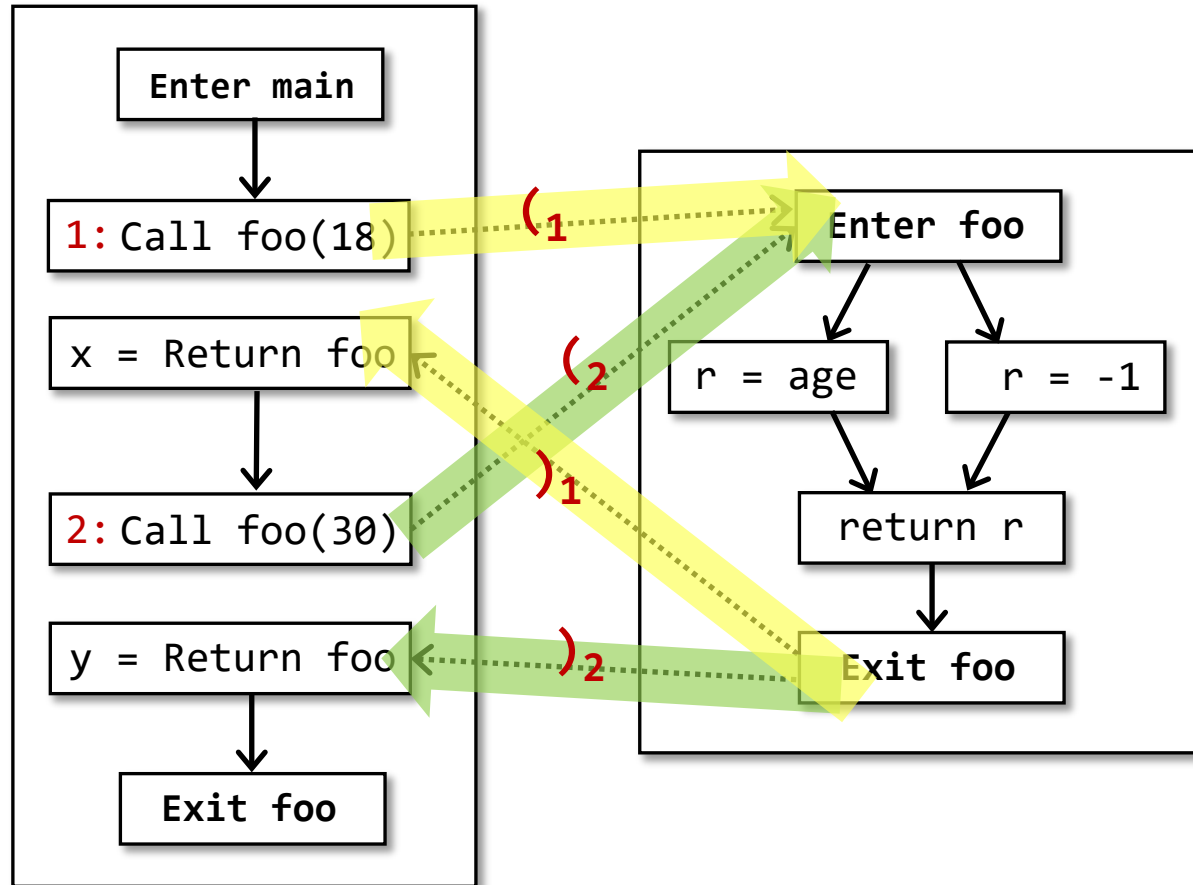 Enter main
1: Call foo(18)
x = Return foo
2: Call foo(30)
y = Return foo
Exit foo
(1
(2
)1
)2
Enter foo
r = age
r = -1
return r
Exit foo